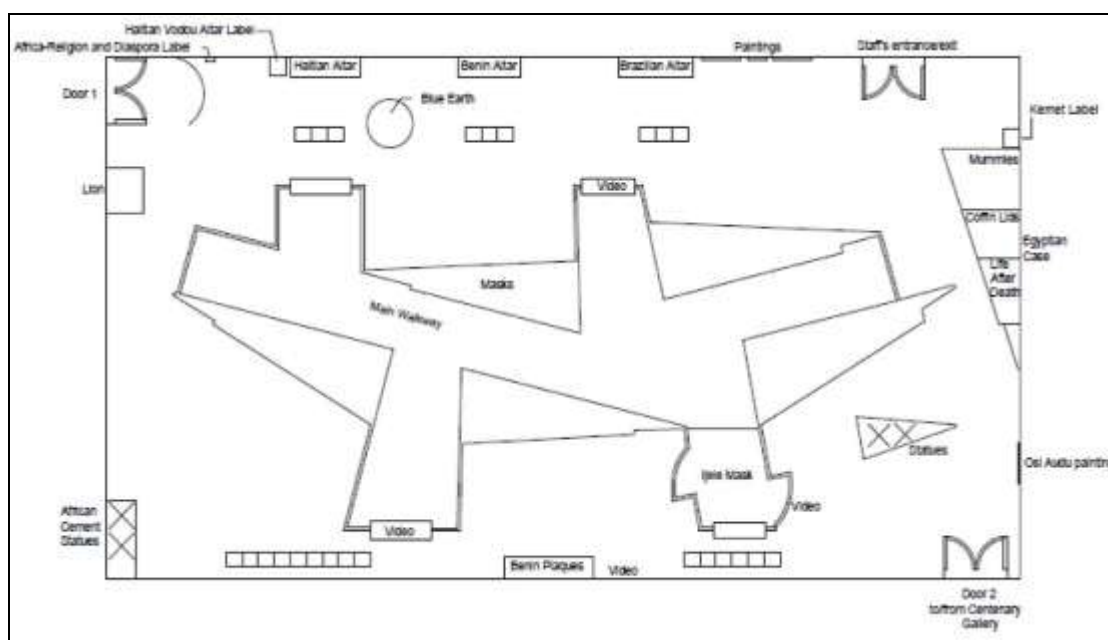 Haitian Vodou Altar Label
Africa-Religion and Diaspora Label
Paintings
Staff's entrance/exit
Door 1
Haitian Altar
Benin Altar
Brazilian Altar
Blue Earth
Kemet Label
Lion
Video
Mummies
Coffin Lids
Egyptian
Case
Life
After
Death
Masks
Main Walkway
Statues
Osi Audu paintin
Ijele Mask
Video
African
Cement
Statues
Video
Benin Plaques
Video
Door 2
to/from Centenary
Gallery